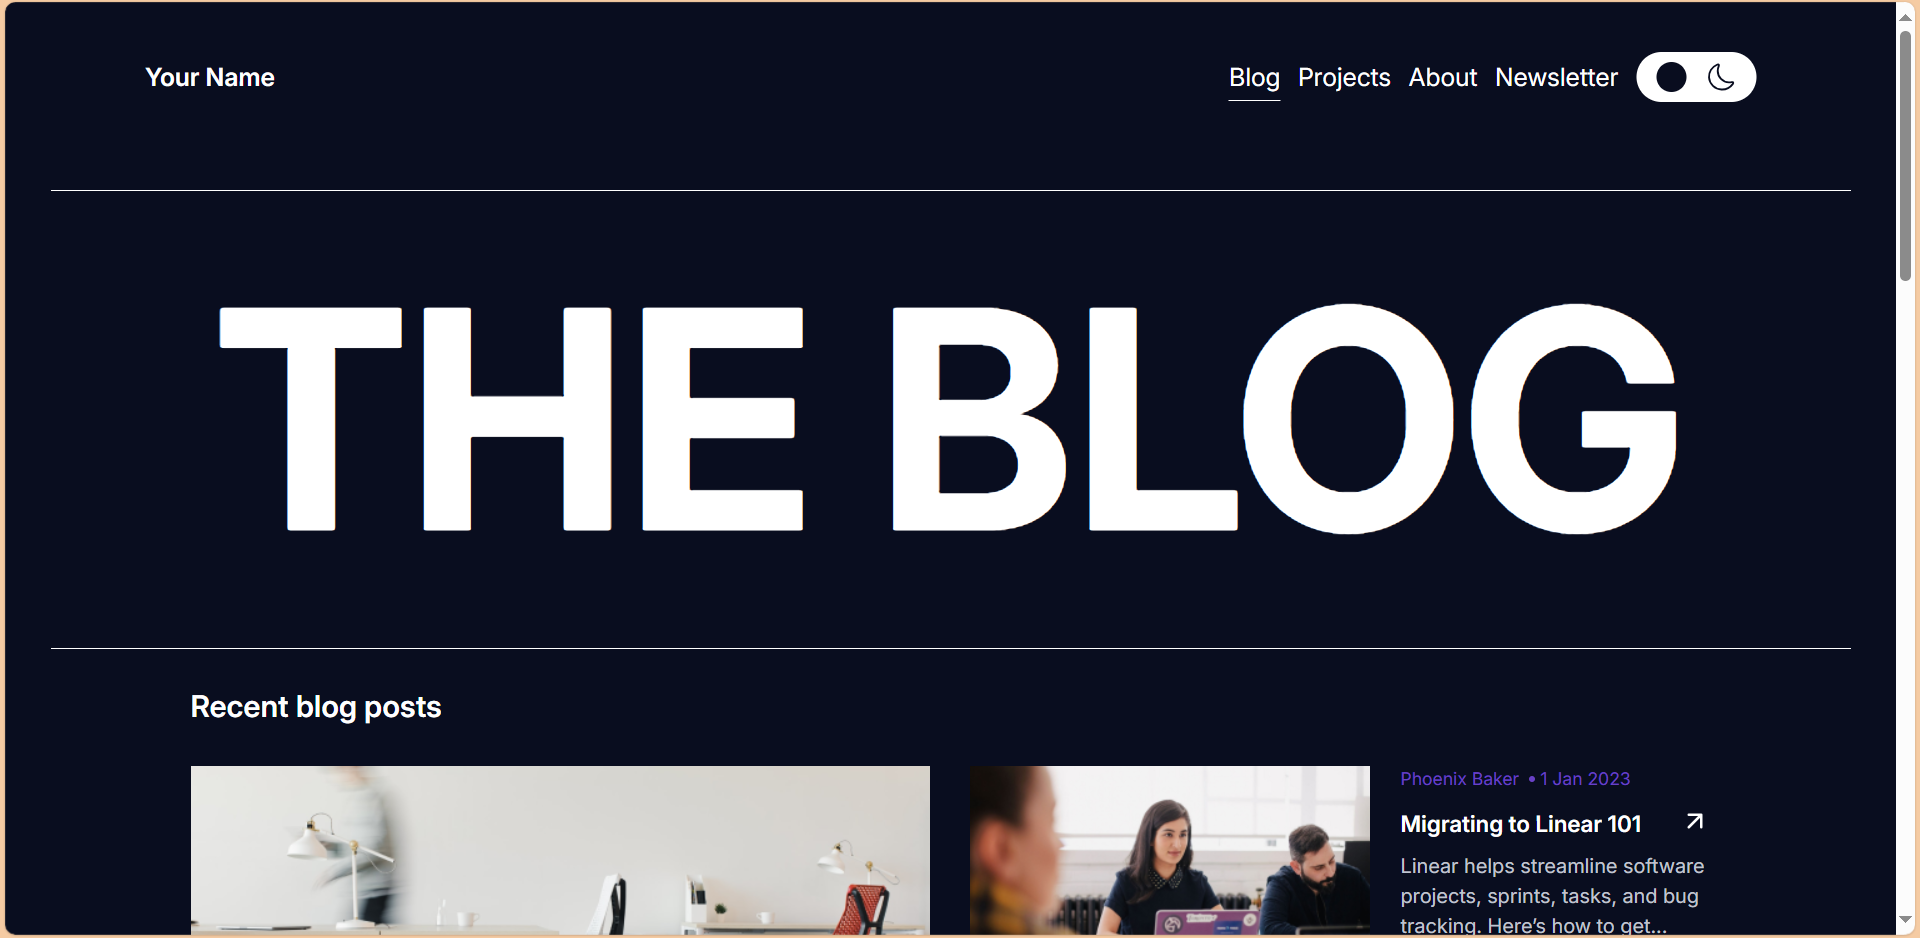 Your Name
Blog Projects About Newsletter
THE BLOG
Recent blog posts
Phoenix Baker • 1 Jan 2023
Migrating to Linear 101
Linear helps streamline software
projects, sprints, tasks, and bug
tracking. Here’s how to get...